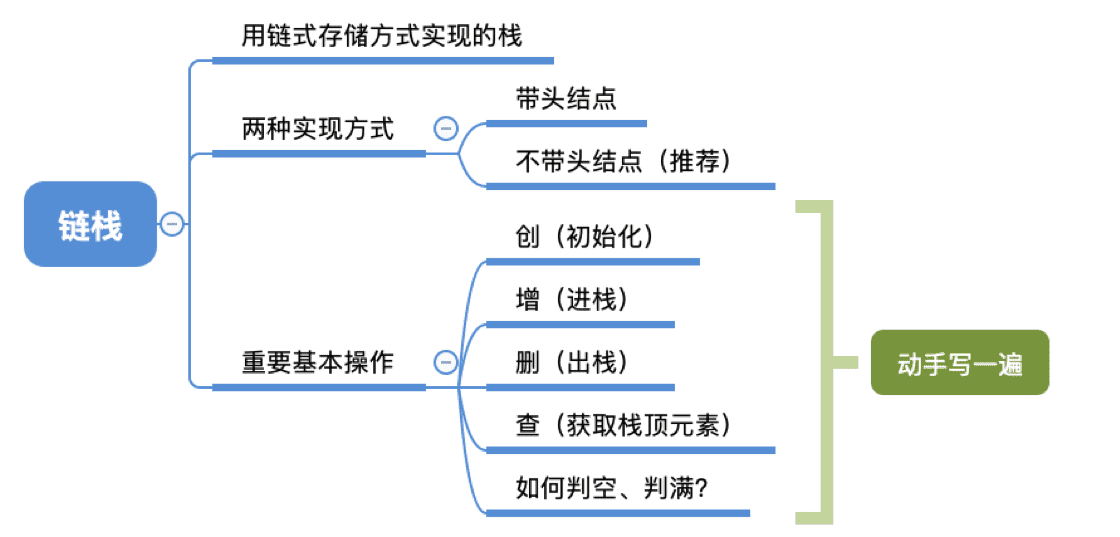 链栈
用链式存储方式实现的栈
两种实现方式
带头结点
不带头结点（推荐）
重要基本操作
创（初始化）
增（进栈）
删（出栈）
查（获取栈顶元素）
如何判空、判满？
动手写一遍